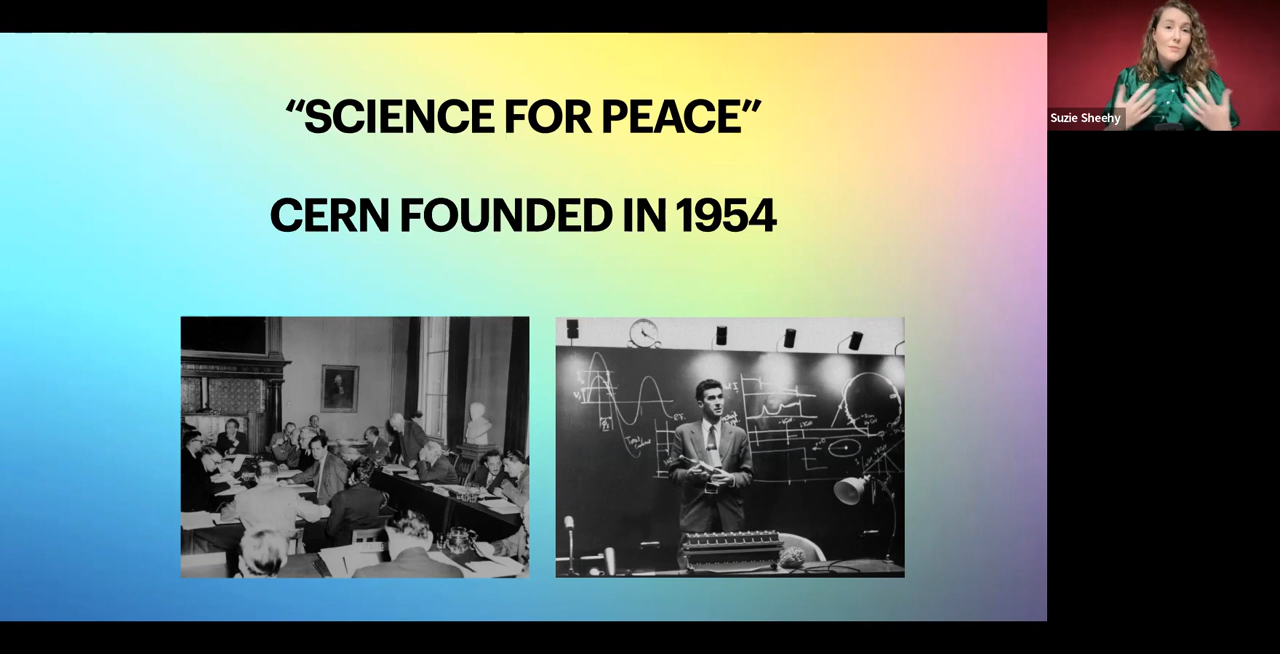 “SCIENCE FOR PEACE”
CERN FOUNDED IN 1954
Suzie Sheehy